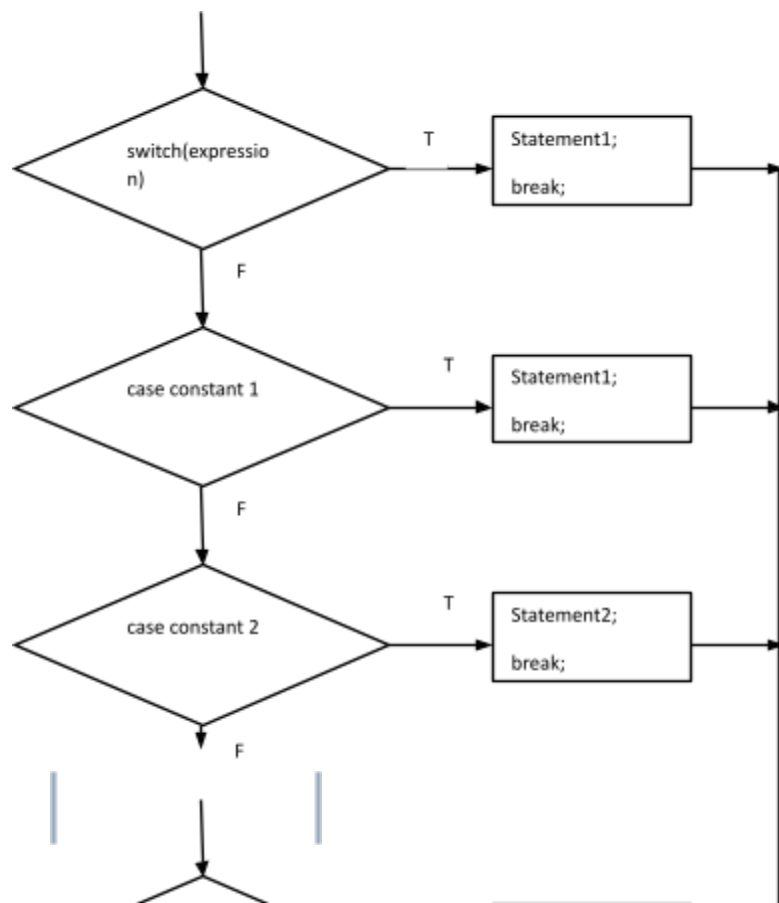 switch(expressio
n)
T
Statement1;
break;
F
case constant 1
T
Statement1;
break;
F
case constant 2
T
Statement2;
break;
F